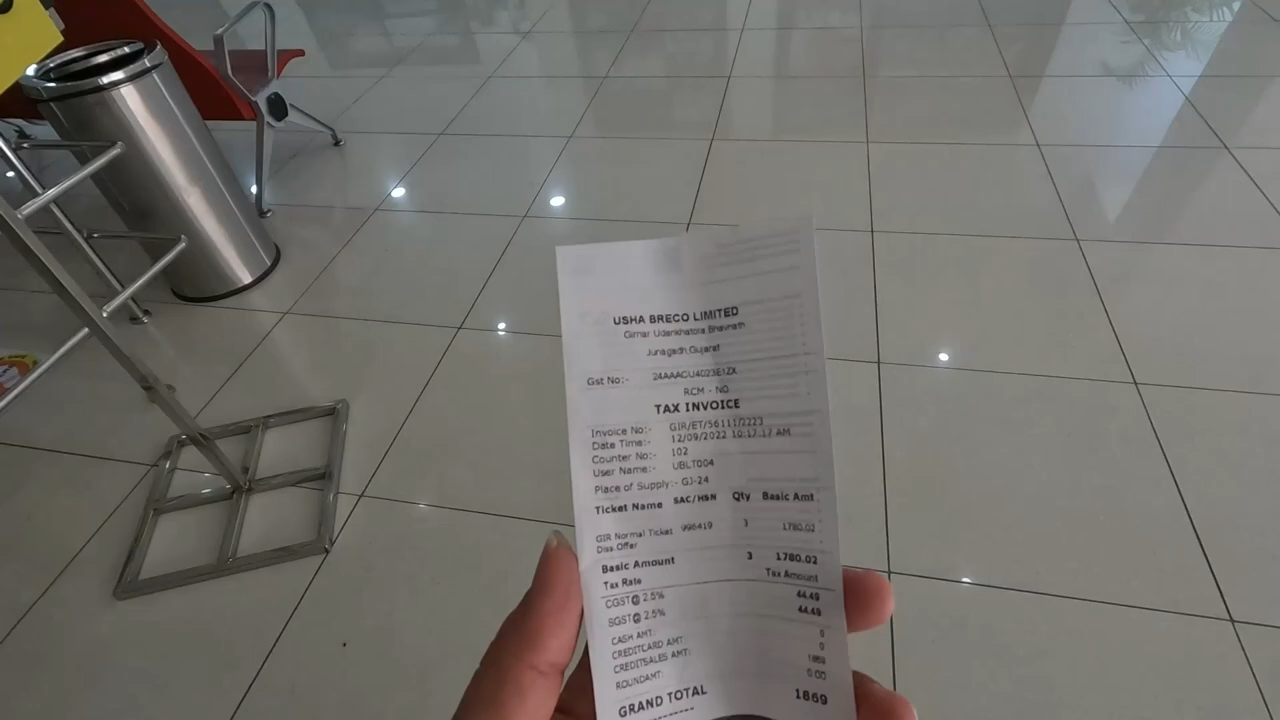 USHA BRECO LIMITED
Girnar Udankhatora Bhavnath
Junagadh,Gujarat
Gst No:- 24AAACU4023E1ZX
RCM - NO
TAX INVOICE
Invoice No:- GIR/ET/56111/2223
Date Time:- 12/09/2022 10:17:17 AM
Counter No:- 102
User Name:- UBLT004
Place of Supply:- GJ-24
Ticket Name SAC/HSN Qty Basic Amt
GIR Normal Ticket 996419 3 1780.02
Diss Offer
Basic Amount 3 1780.02
Tax Rate Tax Amount
CGST@ 2.5% 44.49
SGST@ 2.5% 44.49
CASH AMT: 0
CREDITCARD AMT: 0
CREDITSALES AMT: 1869
ROUNDAMT: 0.00
GRAND TOTAL 1869